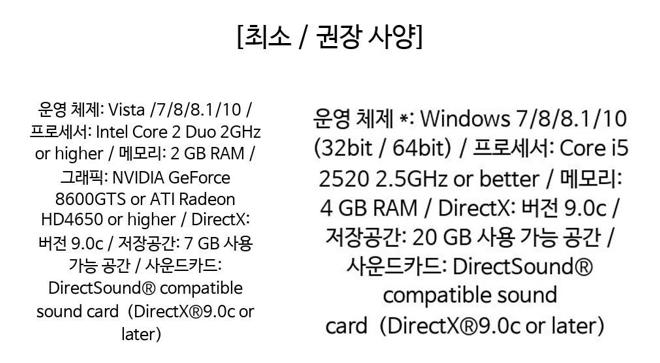 [최소 / 권장 사양]
운영 체제: Vista /7/8/8.1/10 /
프로세서: Intel Core 2 Duo 2GHz
or higher / 메모리: 2 GB RAM /
그래픽: NVIDIA GeForce
8600GTS or ATI Radeon
HD4650 or higher / DirectX:
버전 9.0c / 저장공간: 7 GB 사용
가능 공간 / 사운드카드:
DirectSound® compatible
sound card (DirectX®9.0c or
later)
운영 체제 *: Windows 7/8/8.1/10
(32bit / 64bit) / 프로세서: Core i5
2520 2.5GHz or better / 메모리:
4 GB RAM / DirectX: 버전 9.0c /
저장공간: 20 GB 사용 가능 공간 /
사운드카드: DirectSound®
compatible sound
card (DirectX®9.0c or later)